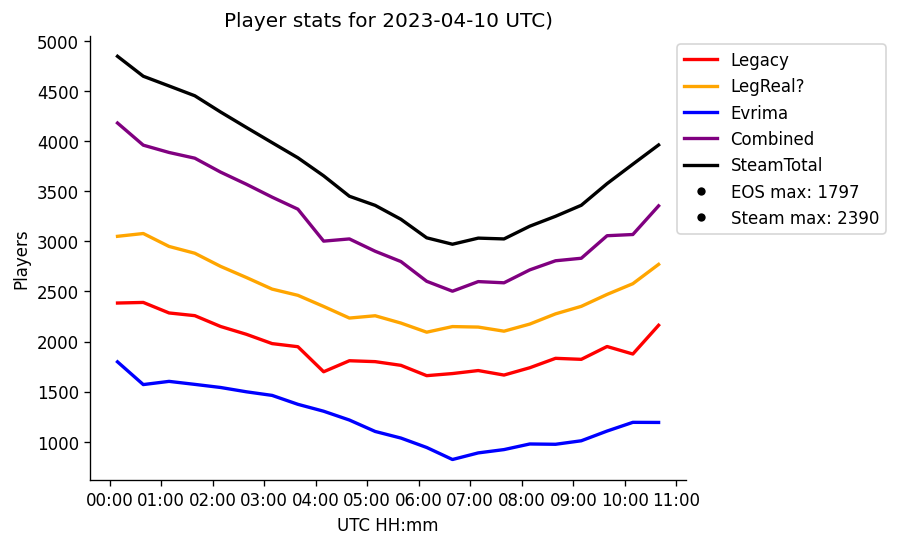 Player stats for 2023-04-10 UTC)
5000
4500
4000
3500
3000
2500
2000
1500
1000
Players
00:00 01:00 02:00 03:00 04:00 05:00 06:00 07:00 08:00 09:00 10:00 11:00
UTC HH:mm
Legacy
LegReal?
Evrima
Combined
SteamTotal
EOS max: 1797
Steam max: 2390